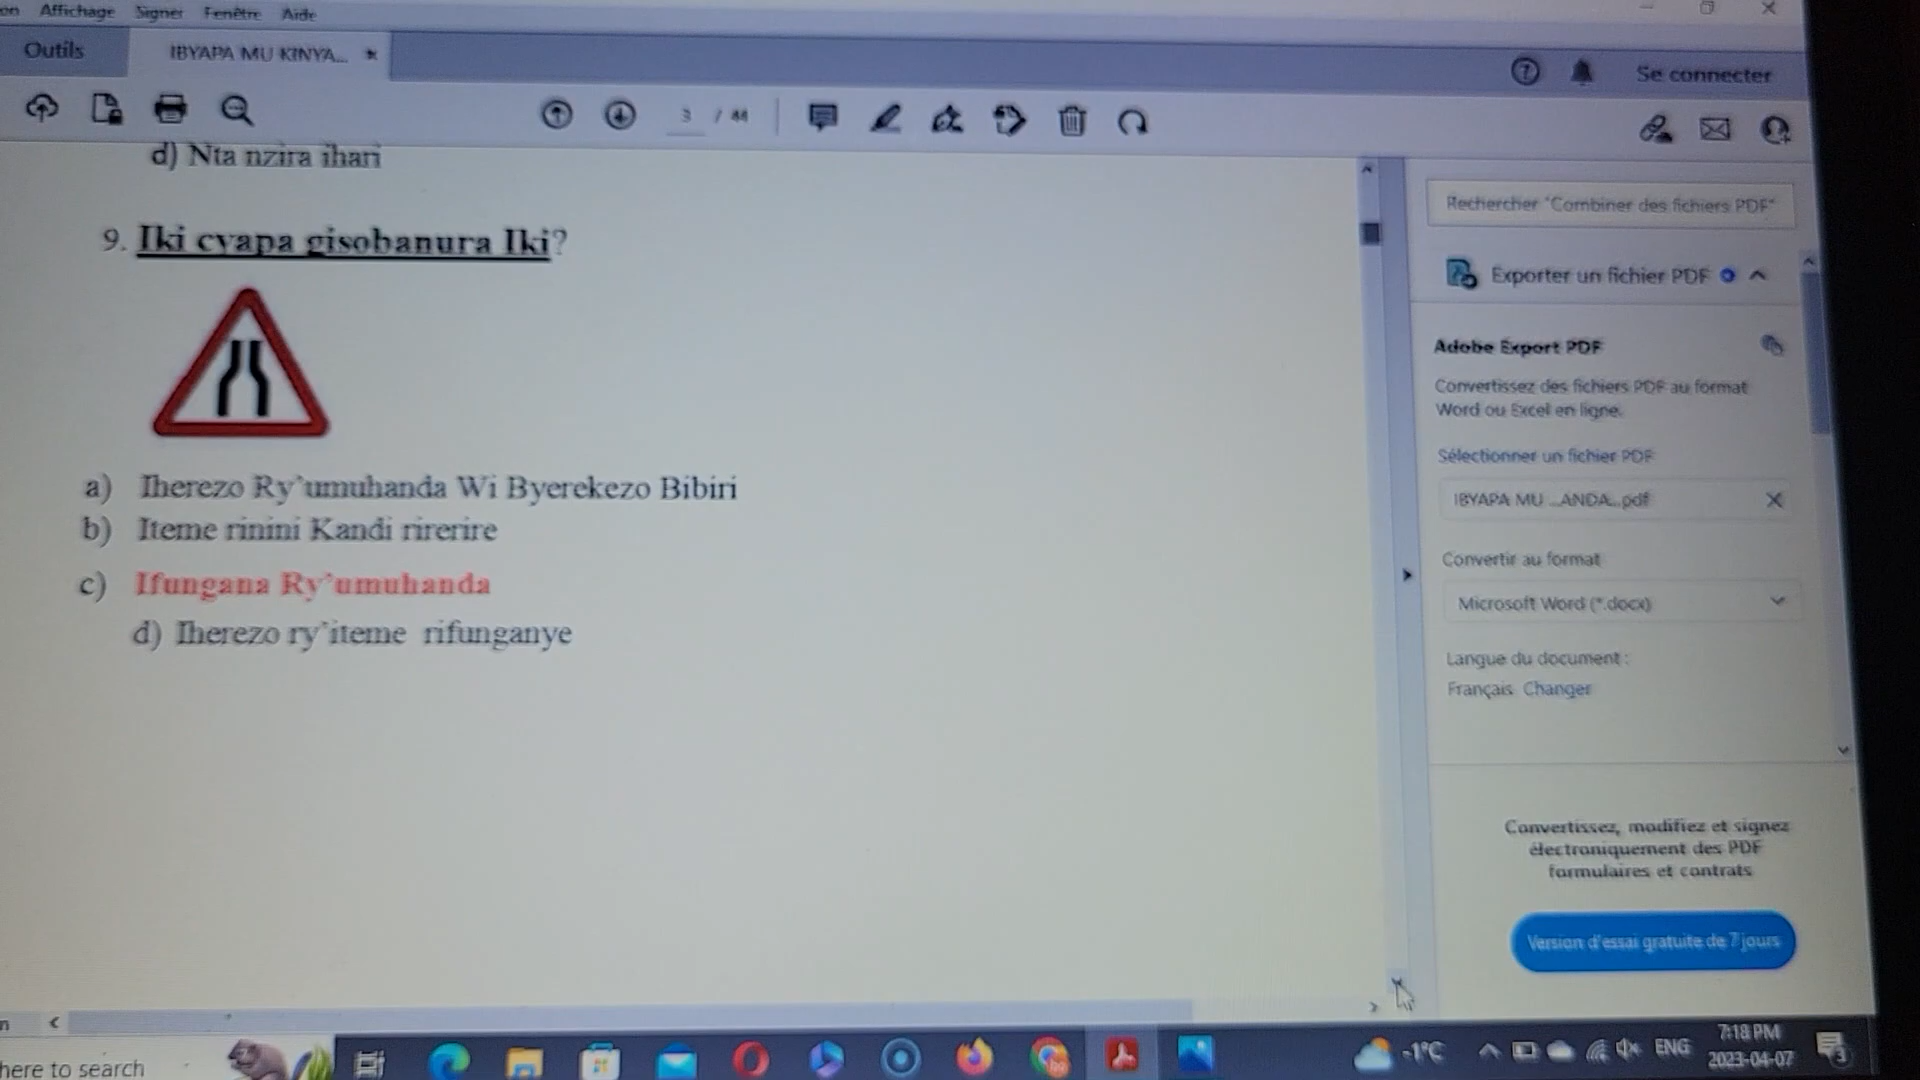 Affichage Signer Fenêtre Aide
Outils
IBYAPA MU KINYA... ×
Se connecter
3 / 44
d) Nta nzira ihari
9. Iki cyapa gisobanura Iki?
a) Iherezo Ry'umuhanda Wi Byerekezo Bibiri
b) Iteme rinini Kandi rirerire
c) Ifungana Ry'umuhanda
d) Iherezo ry'iteme rifunganye
Rechercher "Combiner des fichiers PDF"
Exporter un fichier PDF
Adobe Export PDF
Convertissez des fichiers PDF au format
Word ou Excel en ligne.
Sélectionner un fichier PDF
IBYAPA MU ...ANDA...pdf
Convertir au format
Microsoft Word (*.docx)
Langue du document :
Français Changer
Convertissez, modifiez et signez
électroniquement des PDF
formulaires et contrats
Version d'essai gratuite de 7 jours
here to search
-1°C
ENG
7:18 PM
2023-04-07
3